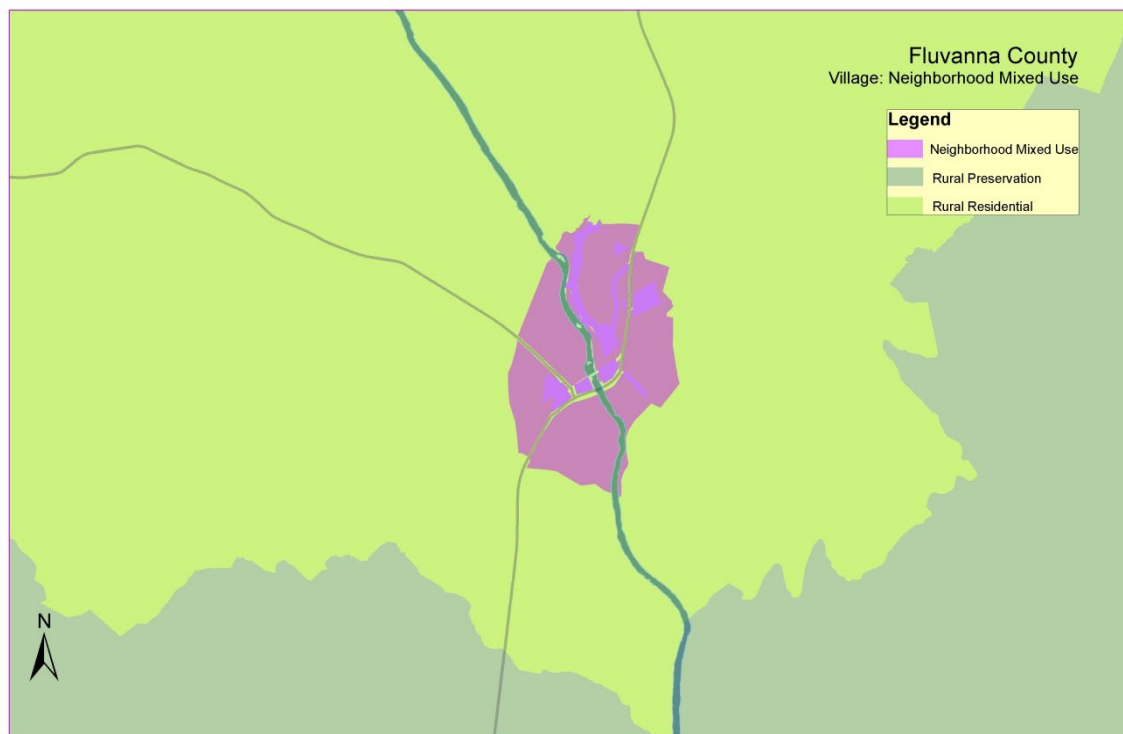 Fluvanna County
Village: Neighborhood Mixed Use
Legend
Neighborhood Mixed Use
Rural Preservation
Rural Residential
N